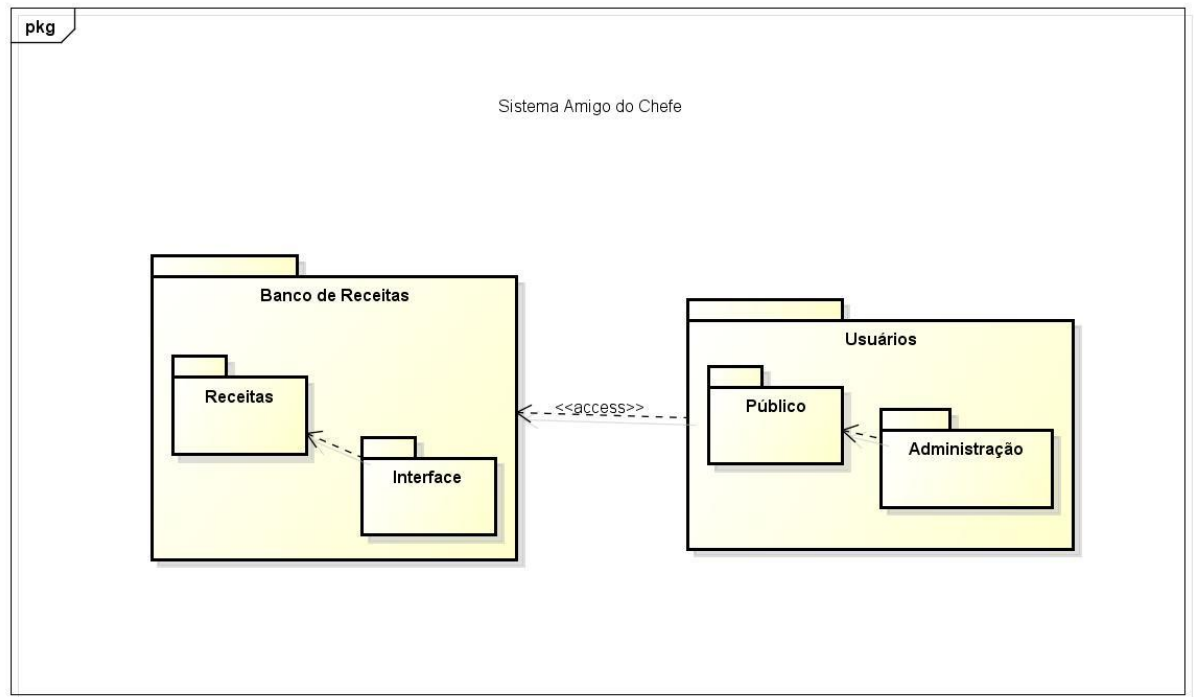 pkg
Sistema Amigo do Chefe
Banco de Receitas
Receitas
Interface
<<access>>
Usuários
Público
Administração